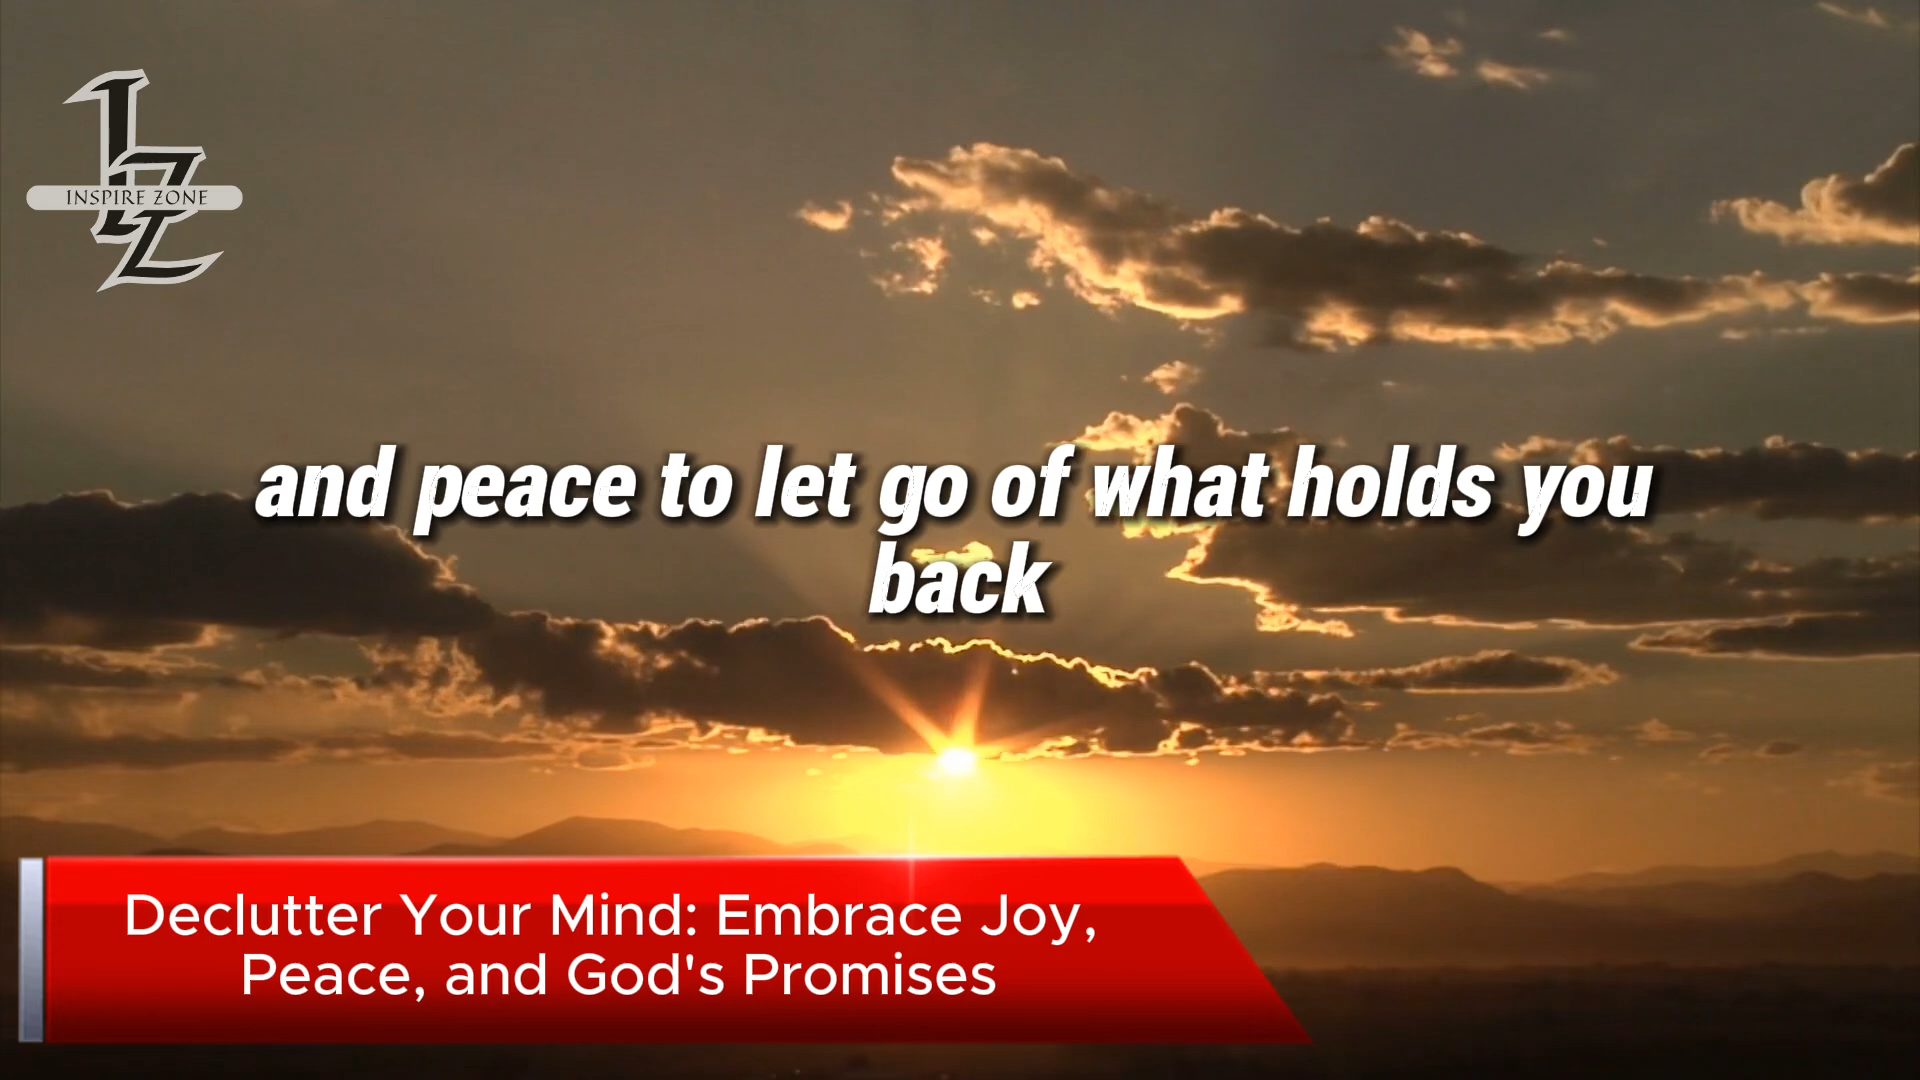 INSPIRE ZONE
and peace to let go of what holds you
back
Declutter Your Mind: Embrace Joy,
Peace, and God's Promises